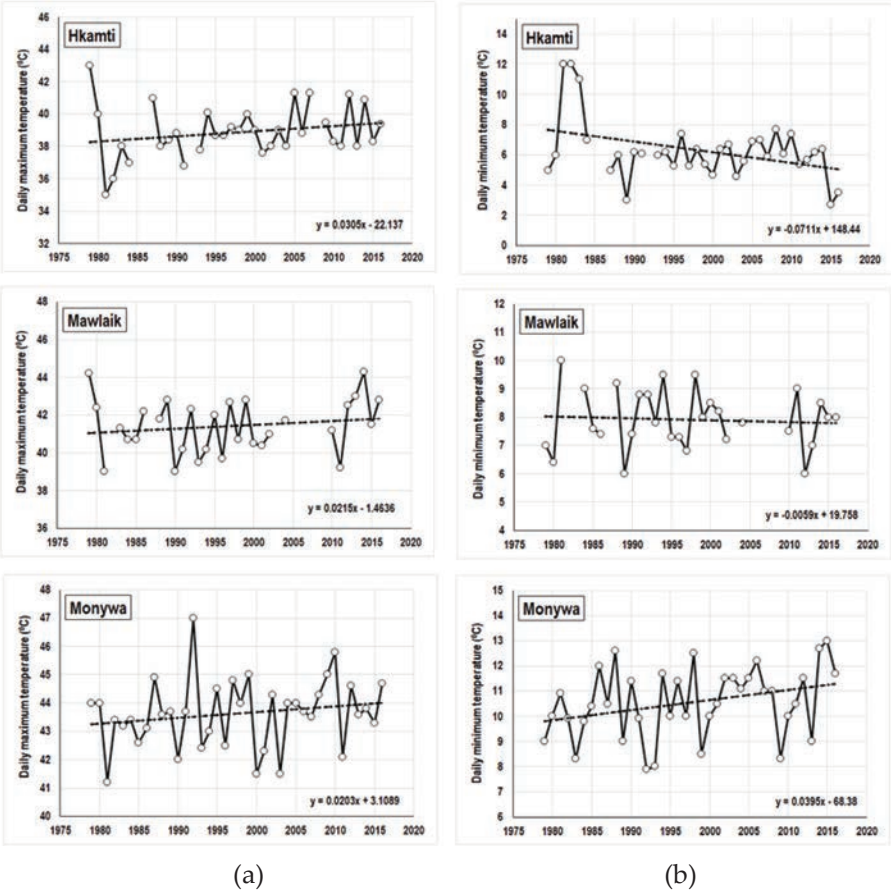 Hkamti
Daily maximum temperature (ºC)
46
44
42
40
38
36
34
32
1975 1980 1985 1990 1995 2000 2005 2010 2015 2020
y = 0.0305x - 22.137
Hkamti
Daily minimum temperature (ºC)
14
12
10
8
6
4
2
0
1975 1980 1985 1990 1995 2000 2005 2010 2015 2020
y = -0.0711x + 148.44
Mawlaik
Daily maximum temperature (ºC)
48
46
44
42
40
38
36
1975 1980 1985 1990 1995 2000 2005 2010 2015 2020
y = 0.0215x - 1.4636
Mawlaik
Daily minimum temperature (ºC)
12
11
10
9
8
7
6
5
4
1975 1980 1985 1990 1995 2000 2005 2010 2015 2020
y = -0.0059x + 19.758
Monywa
Daily maximum temperature (ºC)
48
47
46
45
44
43
42
41
40
1975 1980 1985 1990 1995 2000 2005 2010 2015 2020
y = 0.0203x + 3.1089
Monywa
Daily minimum temperature (ºC)
15
14
13
12
11
10
9
8
7
6
1975 1980 1985 1990 1995 2000 2005 2010 2015 2020
y = 0.0395x - 68.38
(a)
(b)